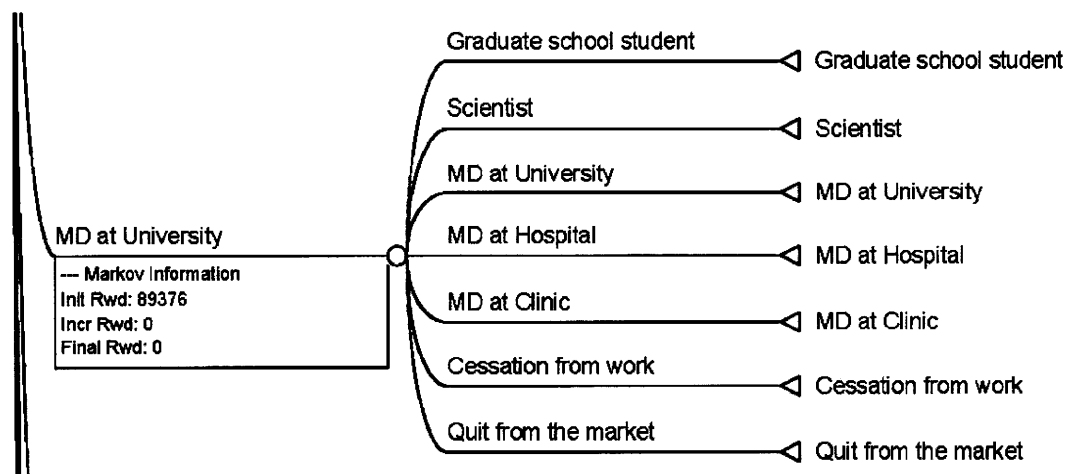 Graduate school student
Graduate school student
Scientist
Scientist
MD at University
MD at University
MD at University
--- Markov Information
Init Rwd: 89376
Incr Rwd: 0
Final Rwd: 0
MD at Hospital
MD at Hospital
MD at Clinic
MD at Clinic
Cessation from work
Cessation from work
Quit from the market
Quit from the market